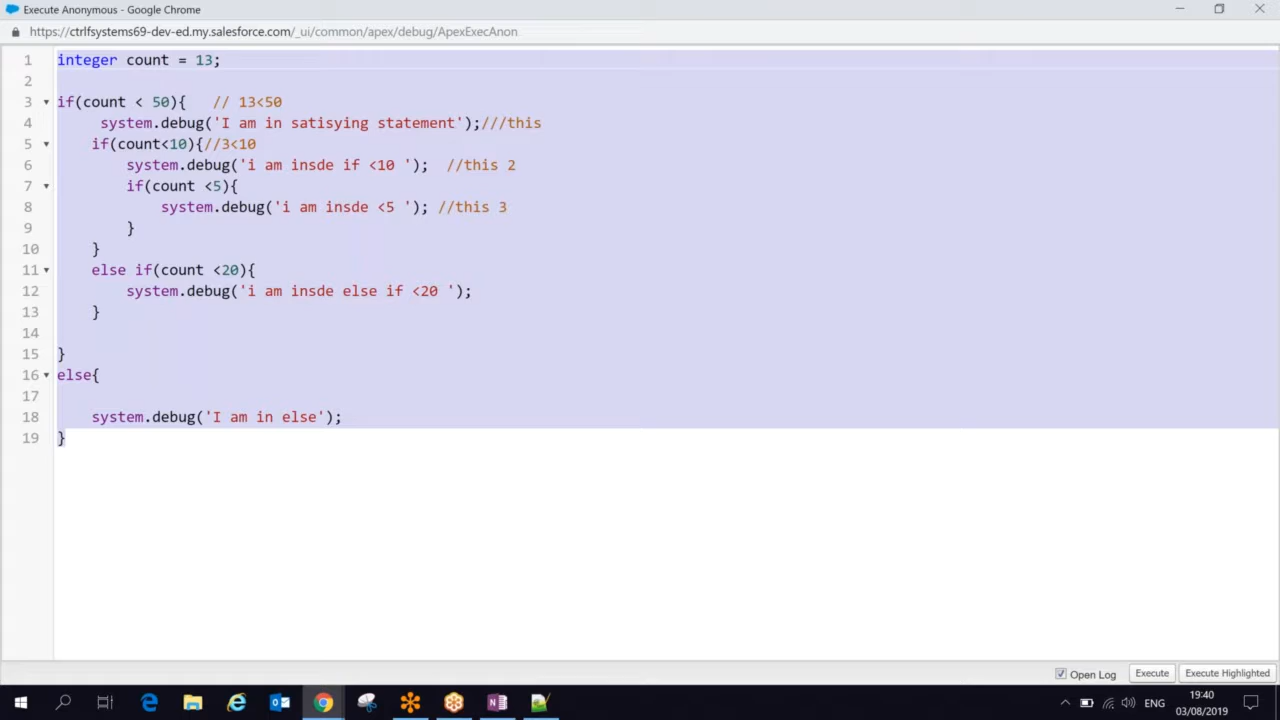 Execute Anonymous - Google Chrome
https://ctrlfsystems69-dev-ed.my.salesforce.com/_ui/common/apex/debug/ApexExecAnon
1 integer count = 13;
2
3 if(count < 50){ // 13<50
4 system.debug('I am in satisying statement');///this
5 if(count<10){//3<10
6 system.debug('i am insde if <10 '); //this 2
7 if(count <5){
8 system.debug('i am insde <5 '); //this 3
9 }
10 }
11 else if(count <20){
12 system.debug('i am insde else if <20 ');
13 }
14
15 }
16 else{
17
18 system.debug('I am in else');
19 }
Open Log Execute Execute Highlighted
ENG
19:40
03/08/2019